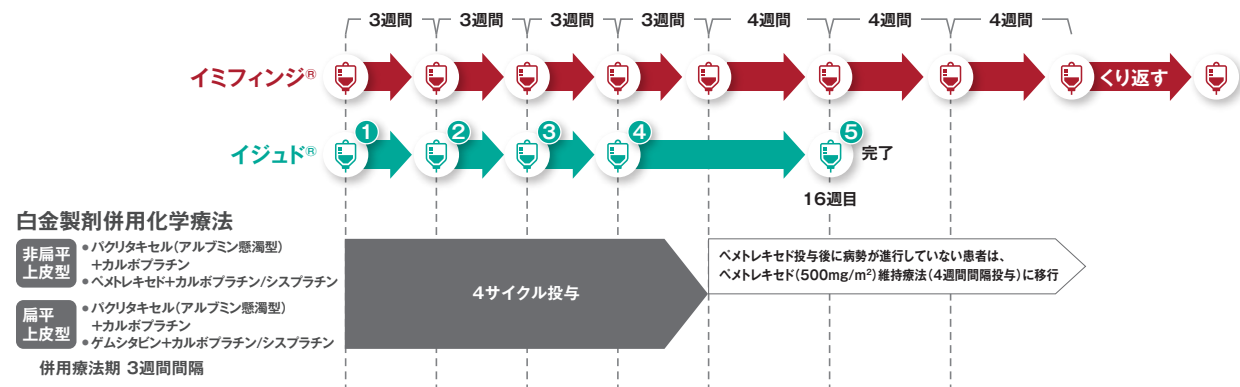 3週間 3週間 3週間 3週間 4週間 4週間 4週間
イミフィンジ® くり返す
イジュド® 1 2 3 4 5 完了
16週目
白金製剤併用化学療法
非扁平
上皮型
●パクリタキセル(アルブミン懸濁型)
+カルボプラチン
●ペメトレキセド+カルボプラチン/シスプラチン
扁平
上皮型
●パクリタキセル(アルブミン懸濁型)
+カルボプラチン
●ゲムシタビン+カルボプラチン/シスプラチン
併用療法期 3週間間隔
4サイクル投与
ペメトレキセド投与後に病勢が進行していない患者は、
ペメトレキセド(500mg/m²)維持療法(4週間間隔投与)に移行